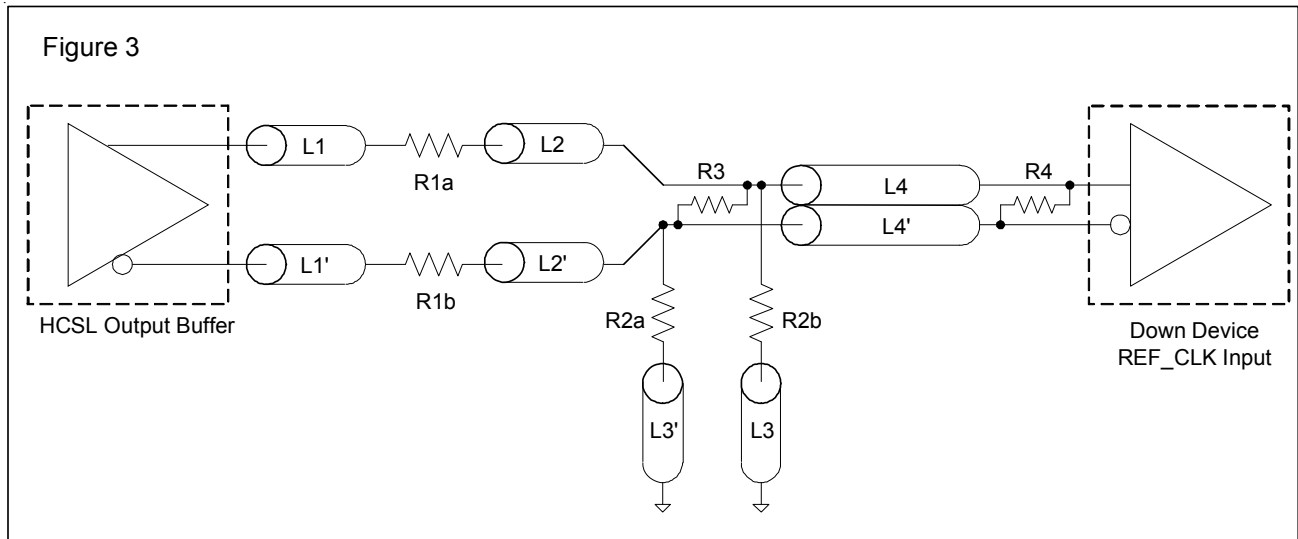 Figure 3
L1
R1a
L2
R3
L4
R4
L4'
L1'
R1b
L2'
HCSL Output Buffer
R2a
R2b
Down Device
REF_CLK Input
L3'
L3